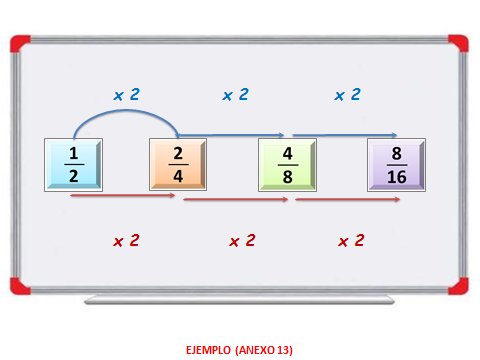 x 2 x 2 x 2
1/2 2/4 4/8 8/16
x 2 x 2 x 2
EJEMPLO (ANEXO 13)